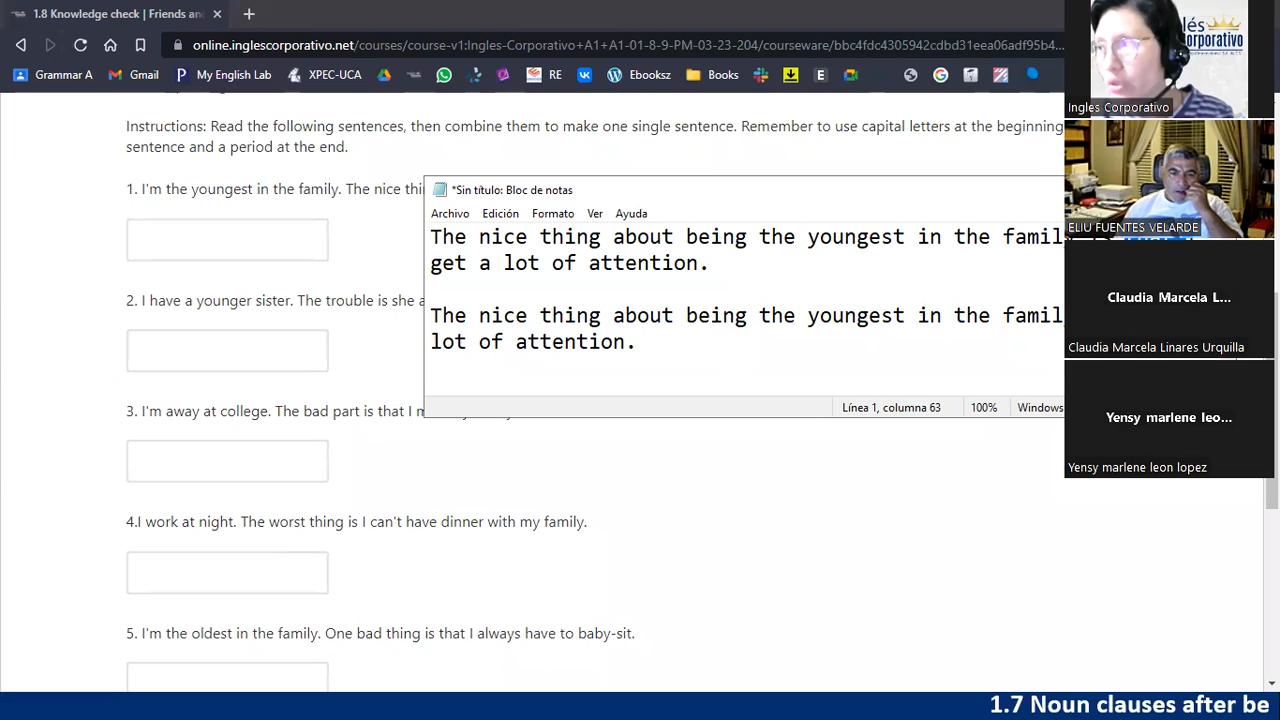 1.8 Knowledge check | Friends an
online.inglescorporativo.net/courses/course-v1:Ingles-Corporativo+A1+A1-01-8-9-PM-03-23-204/courseware/bbc4fdc4305942cdbd31eea06adf95b4...
Grammar A
Gmail
My English Lab
XPEC-UCA
RE
Ebooksz
Books
Instructions: Read the following sentences, then them to make one single sentence. Remember to use capital letters at the beginning
sentence and a period at the end.
1. I'm the youngest in the family. The nice thi
2. I have a younger sister. The trouble is she a
3. I'm away at college. The bad part is that I m
4.I work at night. The worst thing is I can't have dinner with my family.
5. I'm the oldest in the family. One bad thing is that I always have to baby-sit.
*Sin título: Bloc de notas
Archivo Edición Formato Ver Ayuda
The nice thing about being the youngest in the famil
get a lot of attention.
The nice thing about being the youngest in the famil
lot of attention.
Línea 1, columna 63 100% Windows
glés
orporativo
Ingles Corporativo
ELIU FUENTES VELARDE
Claudia Marcela L...
Claudia Marcela Linares Urquilla
Yensy marlene leo...
Yensy marlene leon lopez
1.7 Noun clauses after be